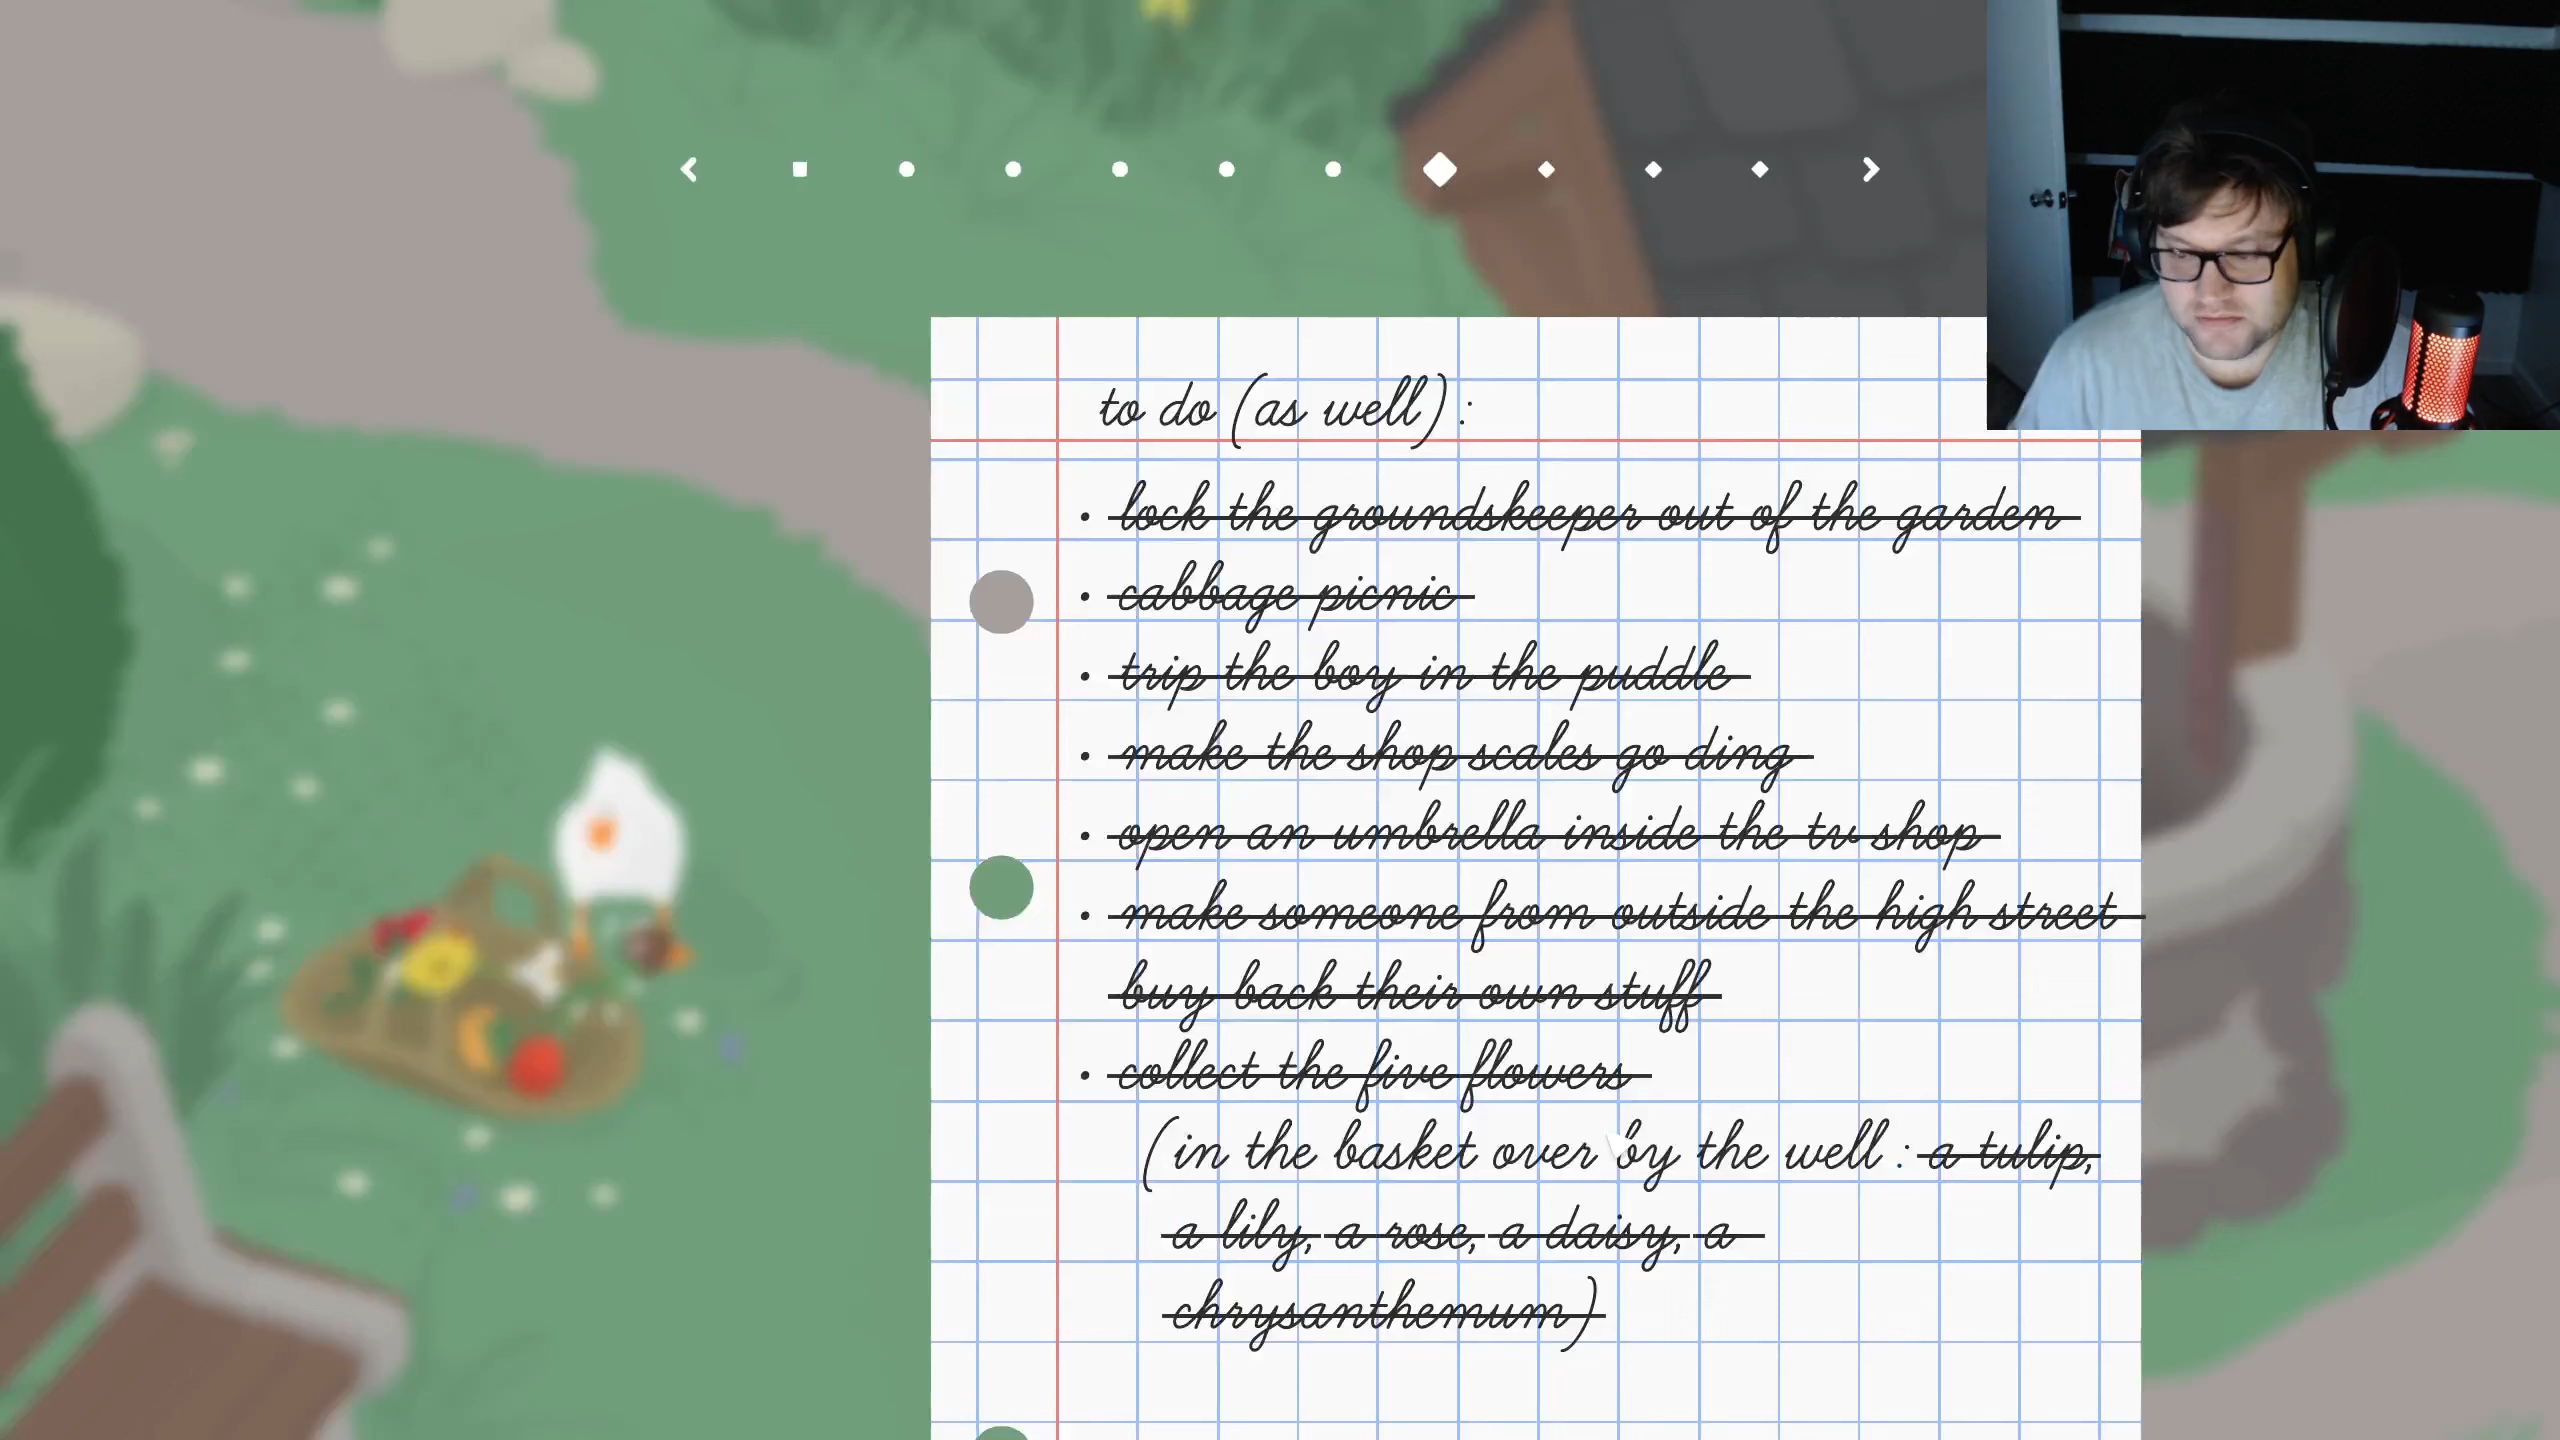 to do (as well) :
• lock the groundskeeper out of the garden
• cabbage picnic
• trip the boy in the puddle
• make the shop scales go ding
• open an umbrella inside the tv shop
• make someone from outside the high street
buy back their own stuff
• collect the five flowers
(in the basket over by the well : a tulip,
a lily, a rose, a daisy, a
chrysanthemum)